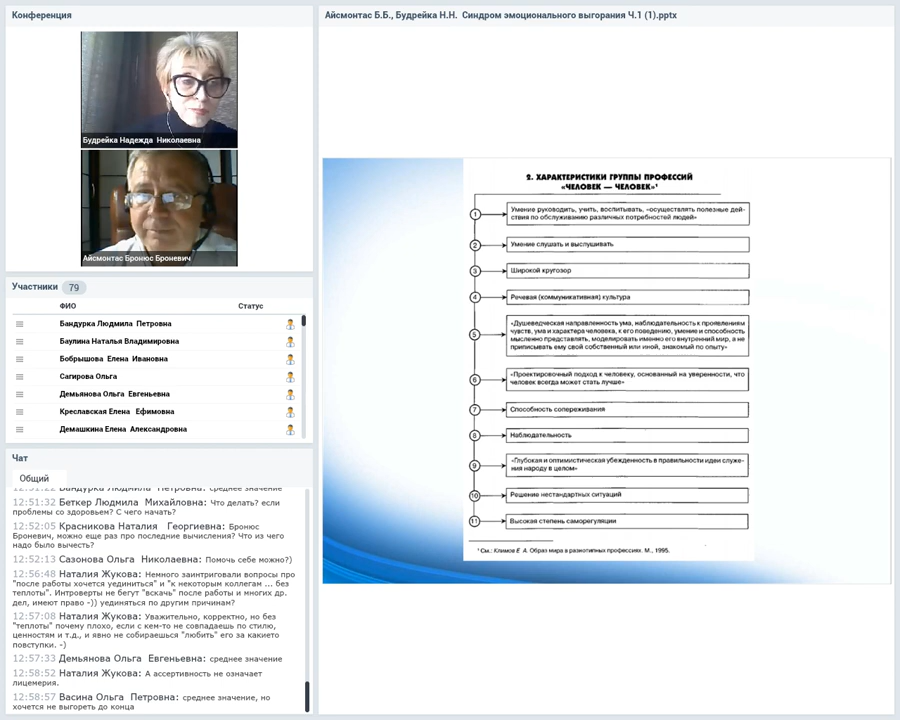 Конференция
Будрейка Надежда Николаевна
Айсмонтас Бронюс Броневич
Участники 79
ФИО Статус
Бандурка Людмила Петровна
Баулина Наталья Владимировна
Бобрышова Елена Ивановна
Сагирова Ольга
Демьянова Ольга Евгеньевна
Креславская Елена Ефимовна
Демашкина Елена Александровна
Чат
Общий
12:51:22 Бандурка Людмила Петровна: среднее значение
12:51:32 Беткер Людмила Михайловна: Что делать? если
проблемы со здоровьем? С чего начать?
12:52:05 Красникова Наталия Георгиевна: Бронюс
Броневич, можно еще раз про последние вычисления? Что из чего
надо было вычесть?
12:52:13 Сазонова Ольга Николаевна: Помочь себе можно?)
12:56:48 Наталия Жукова: Немного заинтриговали вопросы про
"после работы хочется уединиться" и "к некоторым коллегам ... без
теплоты". Интроверты не бегут "вскачь" после работы и многих др.
дел, имеют право -)) уединяться по другим причинам?
12:57:08 Наталия Жукова: Уважительно, корректно, но без
"теплоты" почему плохо, если с кем-то не совпадаешь по стилю,
ценностям и т.д., и явно не собираешься "любить" его за какието
поступки. -)
12:57:33 Демьянова Ольга Евгеньевна: среднее значение
12:58:52 Наталия Жукова: А ассертивность не означает
лицемерия.
12:58:57 Васина Ольга Петровна: среднее значение, но
хочется не выгореть до конца
Айсмонтас Б.Б., Будрейка Н.Н. Синдром эмоционального выгорания Ч.1 (1).pptx
2. ХАРАКТЕРИСТИКИ ГРУППЫ ПРОФЕССИЙ
«ЧЕЛОВЕК — ЧЕЛОВЕК»¹
1 Умение руководить, учить, воспитывать, «осуществлять полезные дей-
ствия по обслуживанию различных потребностей людей»
2 Умение слушать и выслушивать
3 Широкий кругозор
4 Речевая (коммуникативная) культура
5 «Душеведческая направленность ума, наблюдательность к проявлениям
чувств, ума и характера человека, к его поведению, умение и способность
мысленно представлять, моделировать именно его внутренний мир, а не
приписывать ему свой собственный или иной, знакомый по опыту»
6 «Проектировочный подход к человеку, основанный на уверенности, что
человек всегда может стать лучше»
7 Способность сопереживания
8 Наблюдательность
9 «Глубокая и оптимистическая убежденность в правильности идеи служе-
ния народу в целом»
10 Решение нестандартных ситуаций
11 Высокая степень саморегуляции
¹ См.: Климов Е. А. Образ мира в разнотипных профессиях. М., 1995.